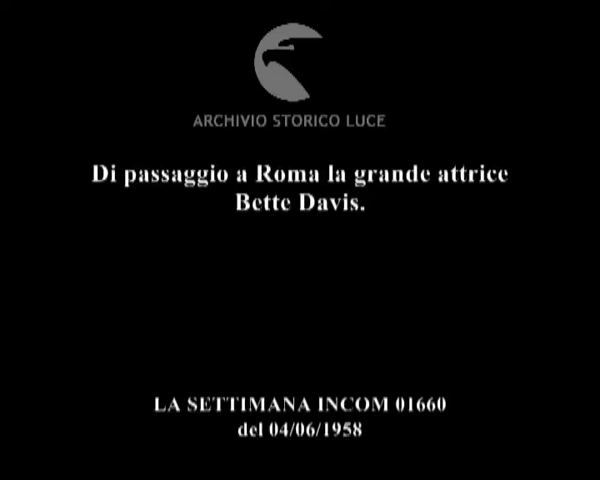 ARCHIVIO STORICO LUCE
Di passaggio a Roma la grande attrice
Bette Davis.
LA SETTIMANA INCOM 01660
del 04/06/1958